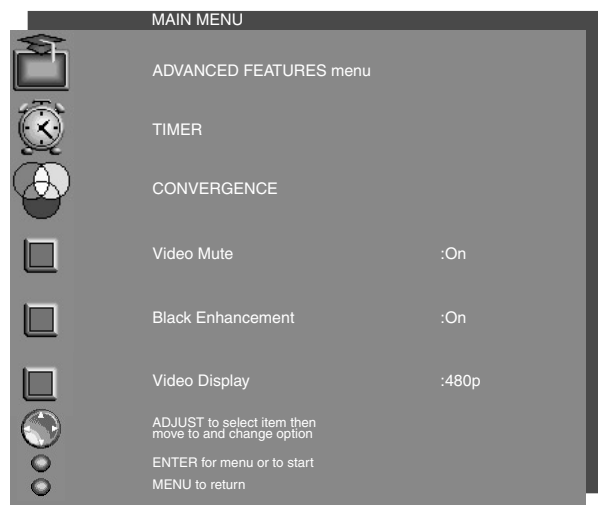 MAIN MENU
ADVANCED FEATURES menu
TIMER
CONVERGENCE
Video Mute :On
Black Enhancement :On
Video Display :480p
ADJUST to select item then
move to and change option
ENTER for menu or to start
MENU to return